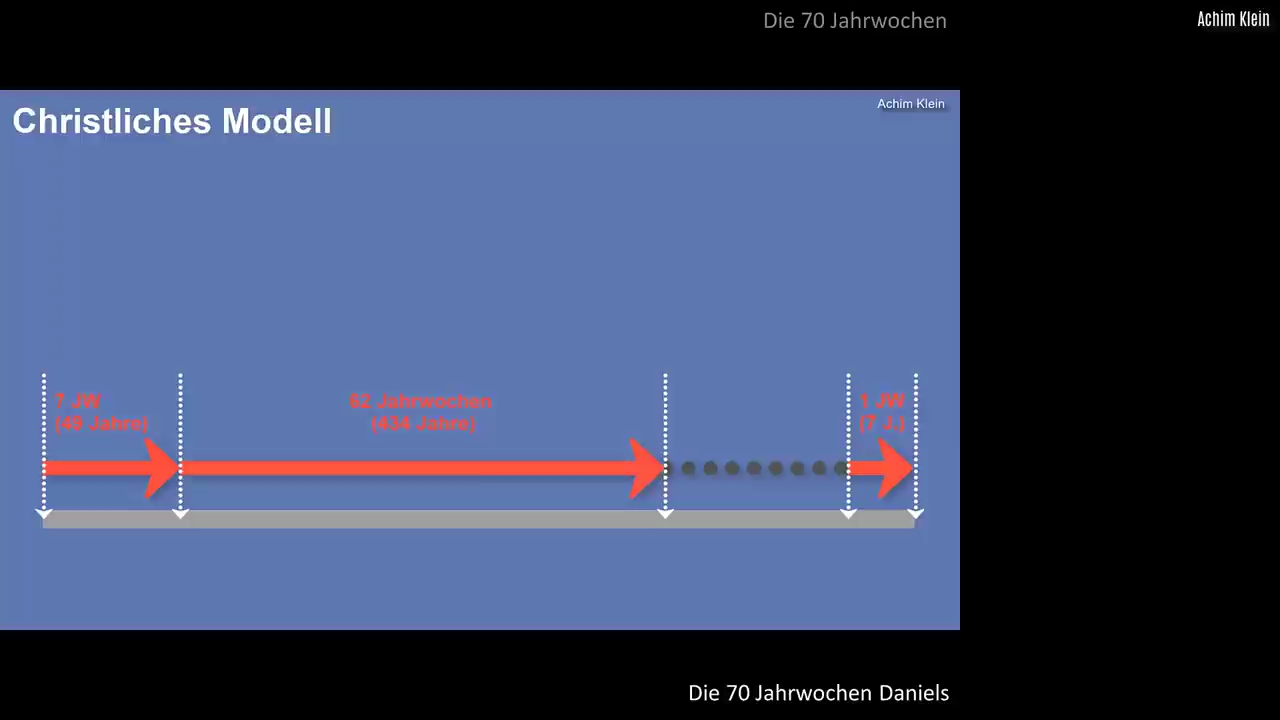 Die 70 Jahrwochen
Achim Klein
Achim Klein
Christliches Modell
7 JW
(49 Jahre)
62 Jahrwochen
(434 Jahre)
1 JW
(7 J.)
Die 70 Jahrwochen Daniels